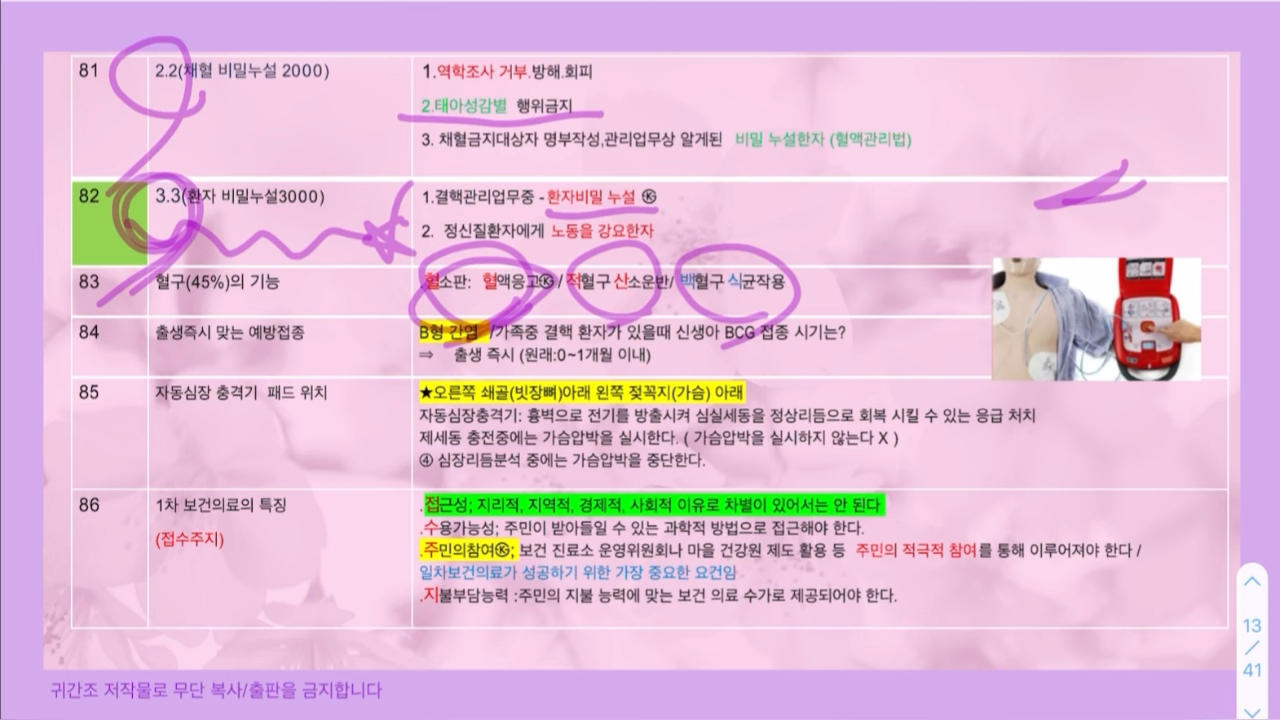 81 2.2(채혈 비밀누설 2000) 1.역학조사 거부.방해.회피
2.태아성감별 행위금지
3. 채혈금지대상자 명부작성,관리업무상 알게된 비밀 누설한자 (혈액관리법)
82 3.3(환자 비밀누설3000) 1.결핵관리업무중 -환자비밀 누설 Ⓚ
2. 정신질환자에게 노동을 강요한자
83 혈구(45%)의 기능 .혈소판: 혈액응고Ⓚ / 적혈구 산소운반/ 백혈구 식균작용
84 출생즉시 맞는 예방접종 B형 간염 /가족중 결핵 환자가 있을때 신생아 BCG 접종 시기는?
⇒ 출생 즉시 (원래:0~1개월 이내)
85 자동심장 충격기 패드 위치 ★오른쪽 쇄골(빗장뼈)아래 왼쪽 젖꼭지(가슴) 아래
자동심장충격기: 흉벽으로 전기를 방출시켜 심실세동을 정상리듬으로 회복 시킬 수 있는 응급 처치
제세동 충전중에는 가슴압박을 실시한다. ( 가슴압박을 실시하지 않는다 X )
④ 심장리듬분석 중에는 가슴압박을 중단한다.
86 1차 보건의료의 특징 .접근성; 지리적, 지역적, 경제적, 사회적 이유로 차별이 있어서는 안 된다
.수용가능성; 주민이 받아들일 수 있는 과학적 방법으로 접근해야 한다.
(접수주지) .주민의참여Ⓚ; 보건 진료소 운영위원회나 마을 건강원 제도 활용 등 주민의 적극적 참여를 통해 이루어져야 한다 /
일차보건의료가 성공하기 위한 가장 중요한 요건임
.지불부담능력 :주민의 지불 능력에 맞는 보건 의료 수가로 제공되어야 한다.
13
/
41
귀간조 저작물로 무단 복사/출판을 금지합니다